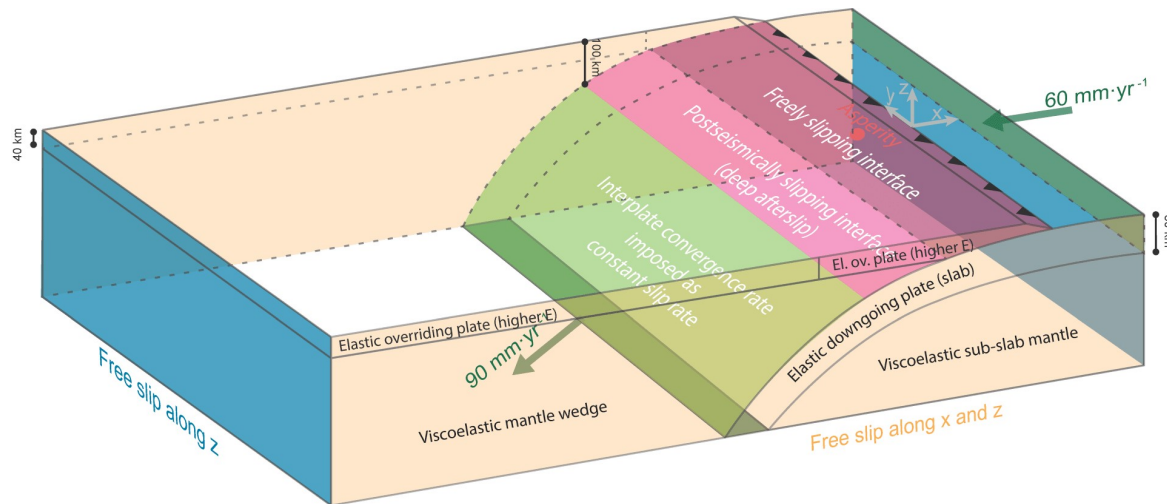 100 km
40 km
60 mm·yr⁻¹
z
y
x
Asperity
Freely slipping interface
Postseismically slipping interface
(deep afterslip)
Interplate convergence rate
imposed as
constant slip rate
El. ov. plate (higher E)
Elastic overriding plate (higher E)
Elastic downgoing plate (slab)
90 mm·yr⁻¹
Viscoelastic sub-slab mantle
Viscoelastic mantle wedge
Free slip along z
Free slip along x and z
km